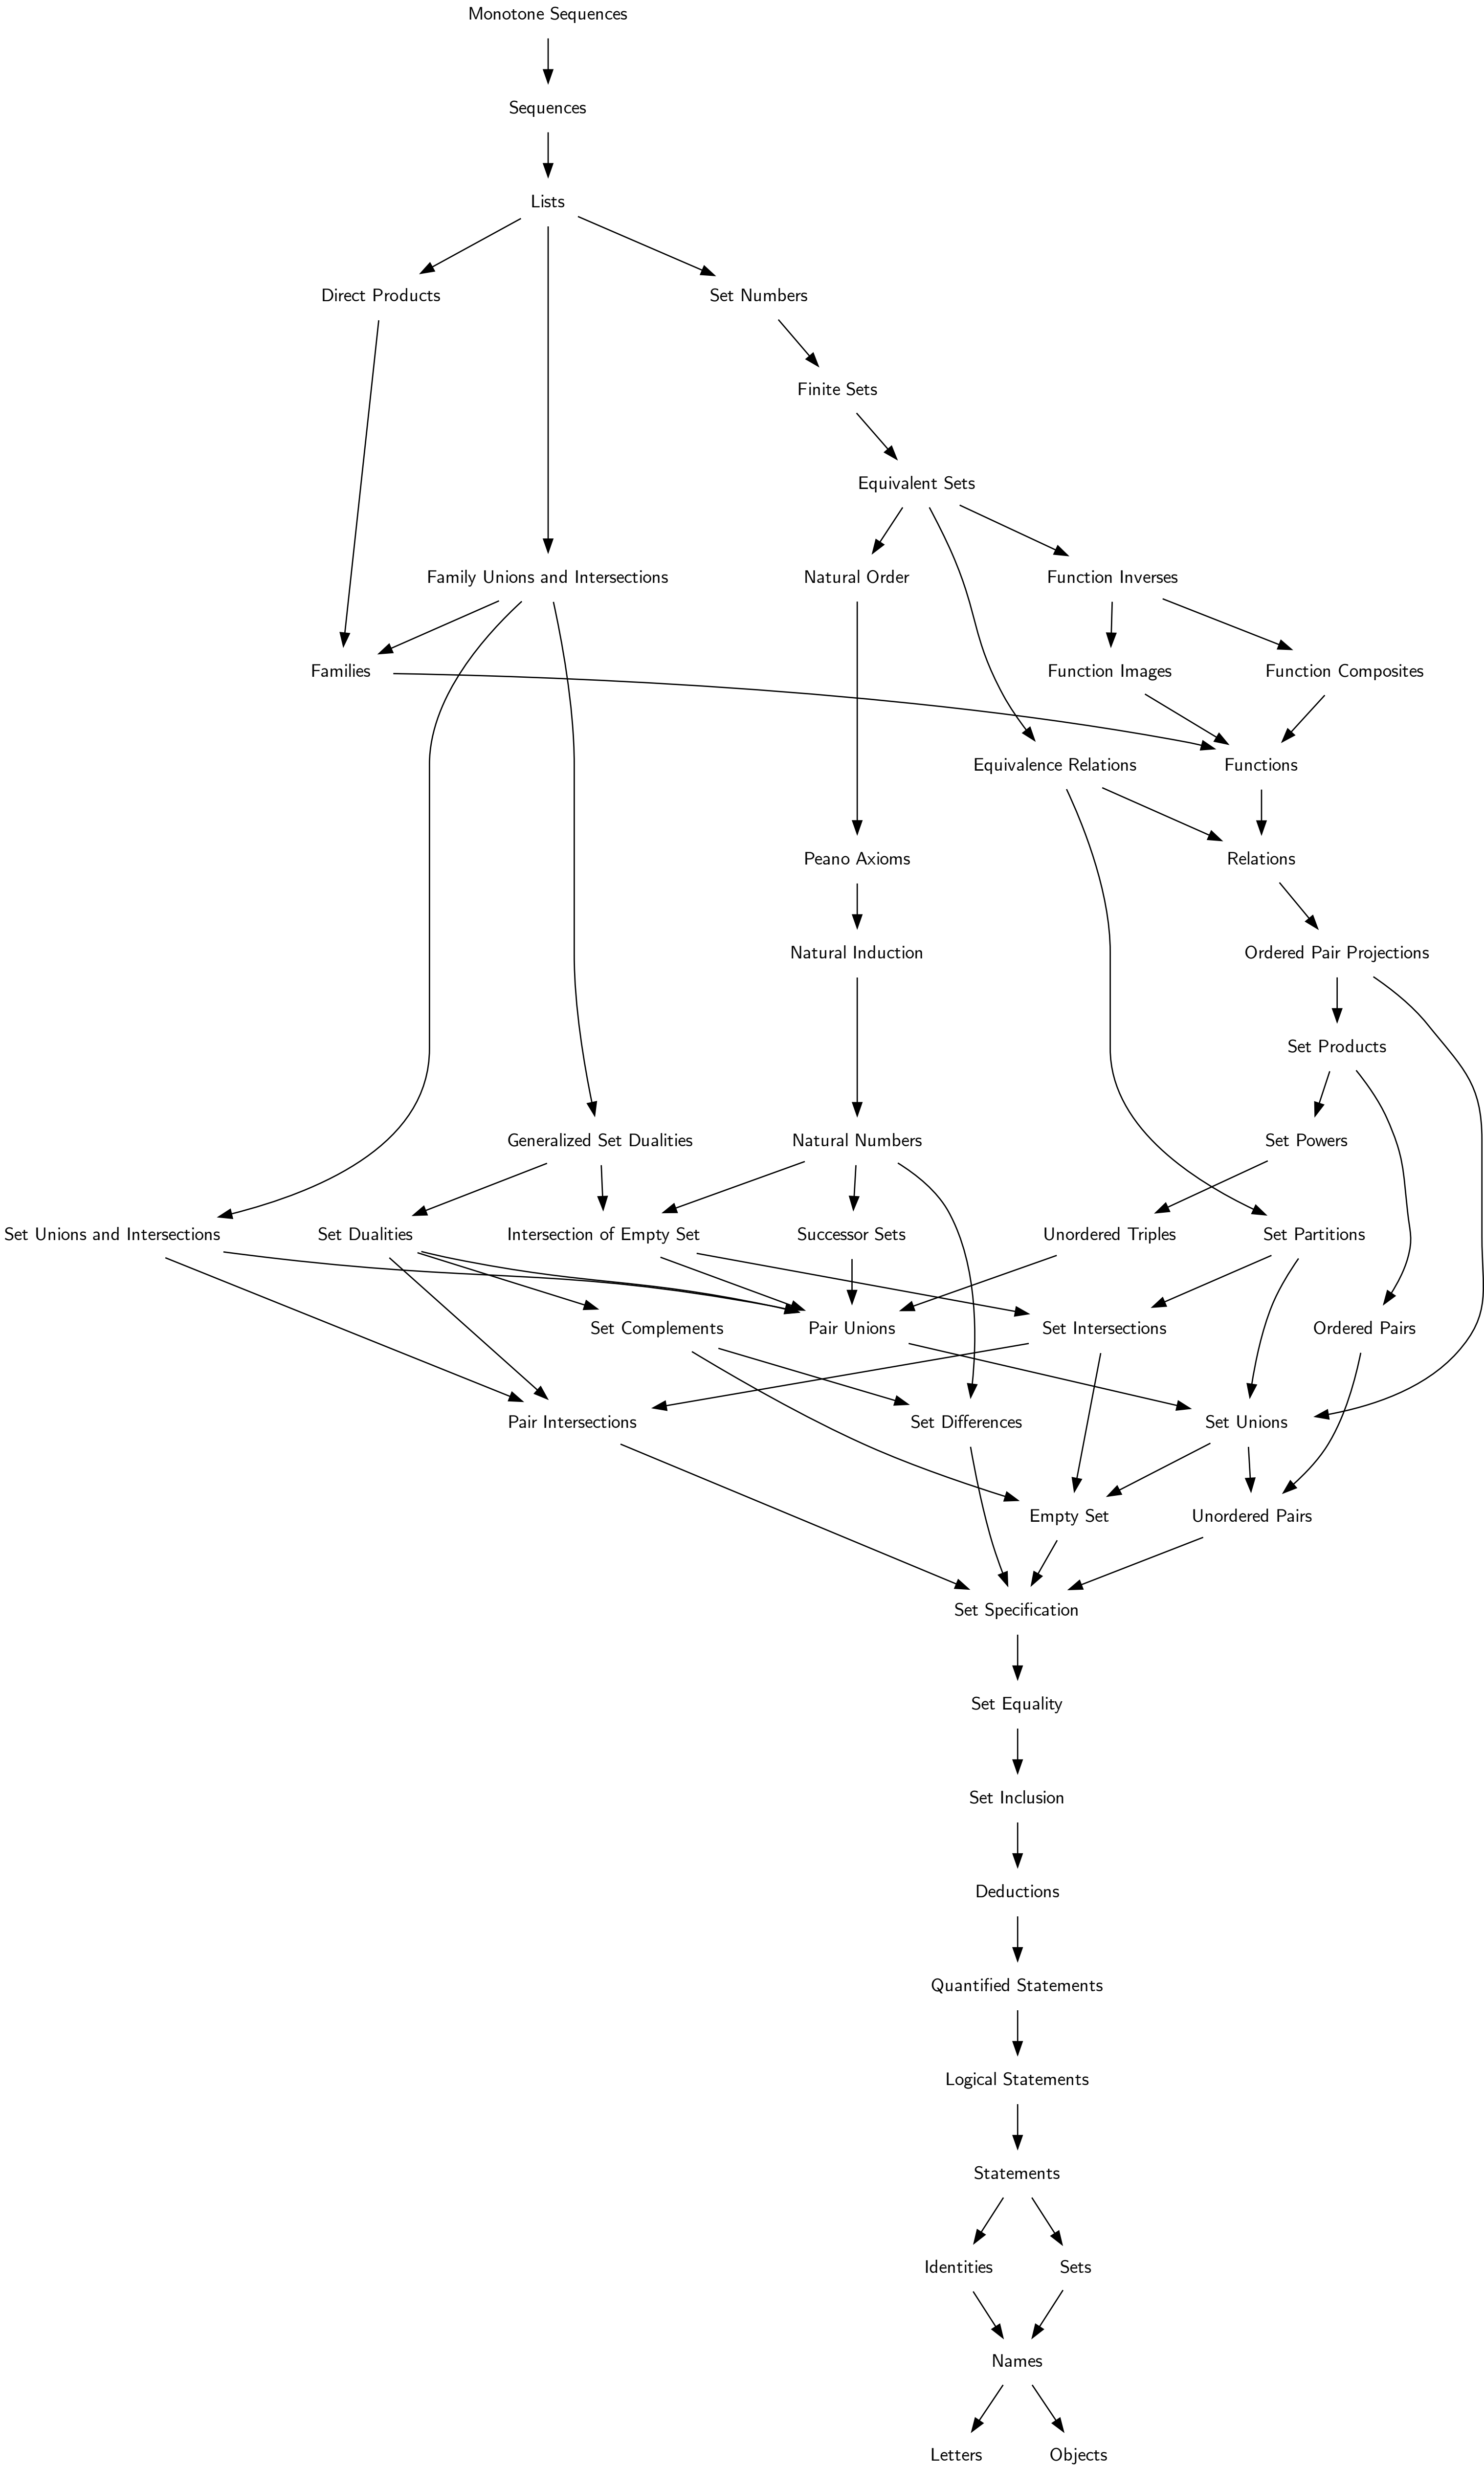 Monotone Sequences
Sequences
Lists
Direct Products
Set Numbers
Finite Sets
Equivalent Sets
Family Unions and Intersections
Natural Order
Function Inverses
Families
Function Images
Function Composites
Equivalence Relations
Functions
Peano Axioms
Relations
Natural Induction
Ordered Pair Projections
Set Products
Generalized Set Dualities
Natural Numbers
Set Powers
Set Unions and Intersections
Set Dualities
Intersection of Empty Set
Successor Sets
Unordered Triples
Set Partitions
Set Complements
Pair Unions
Set Intersections
Ordered Pairs
Pair Intersections
Set Differences
Set Unions
Empty Set
Unordered Pairs
Set Specification
Set Equality
Set Inclusion
Deductions
Quantified Statements
Logical Statements
Statements
Identities
Sets
Names
Letters
Objects